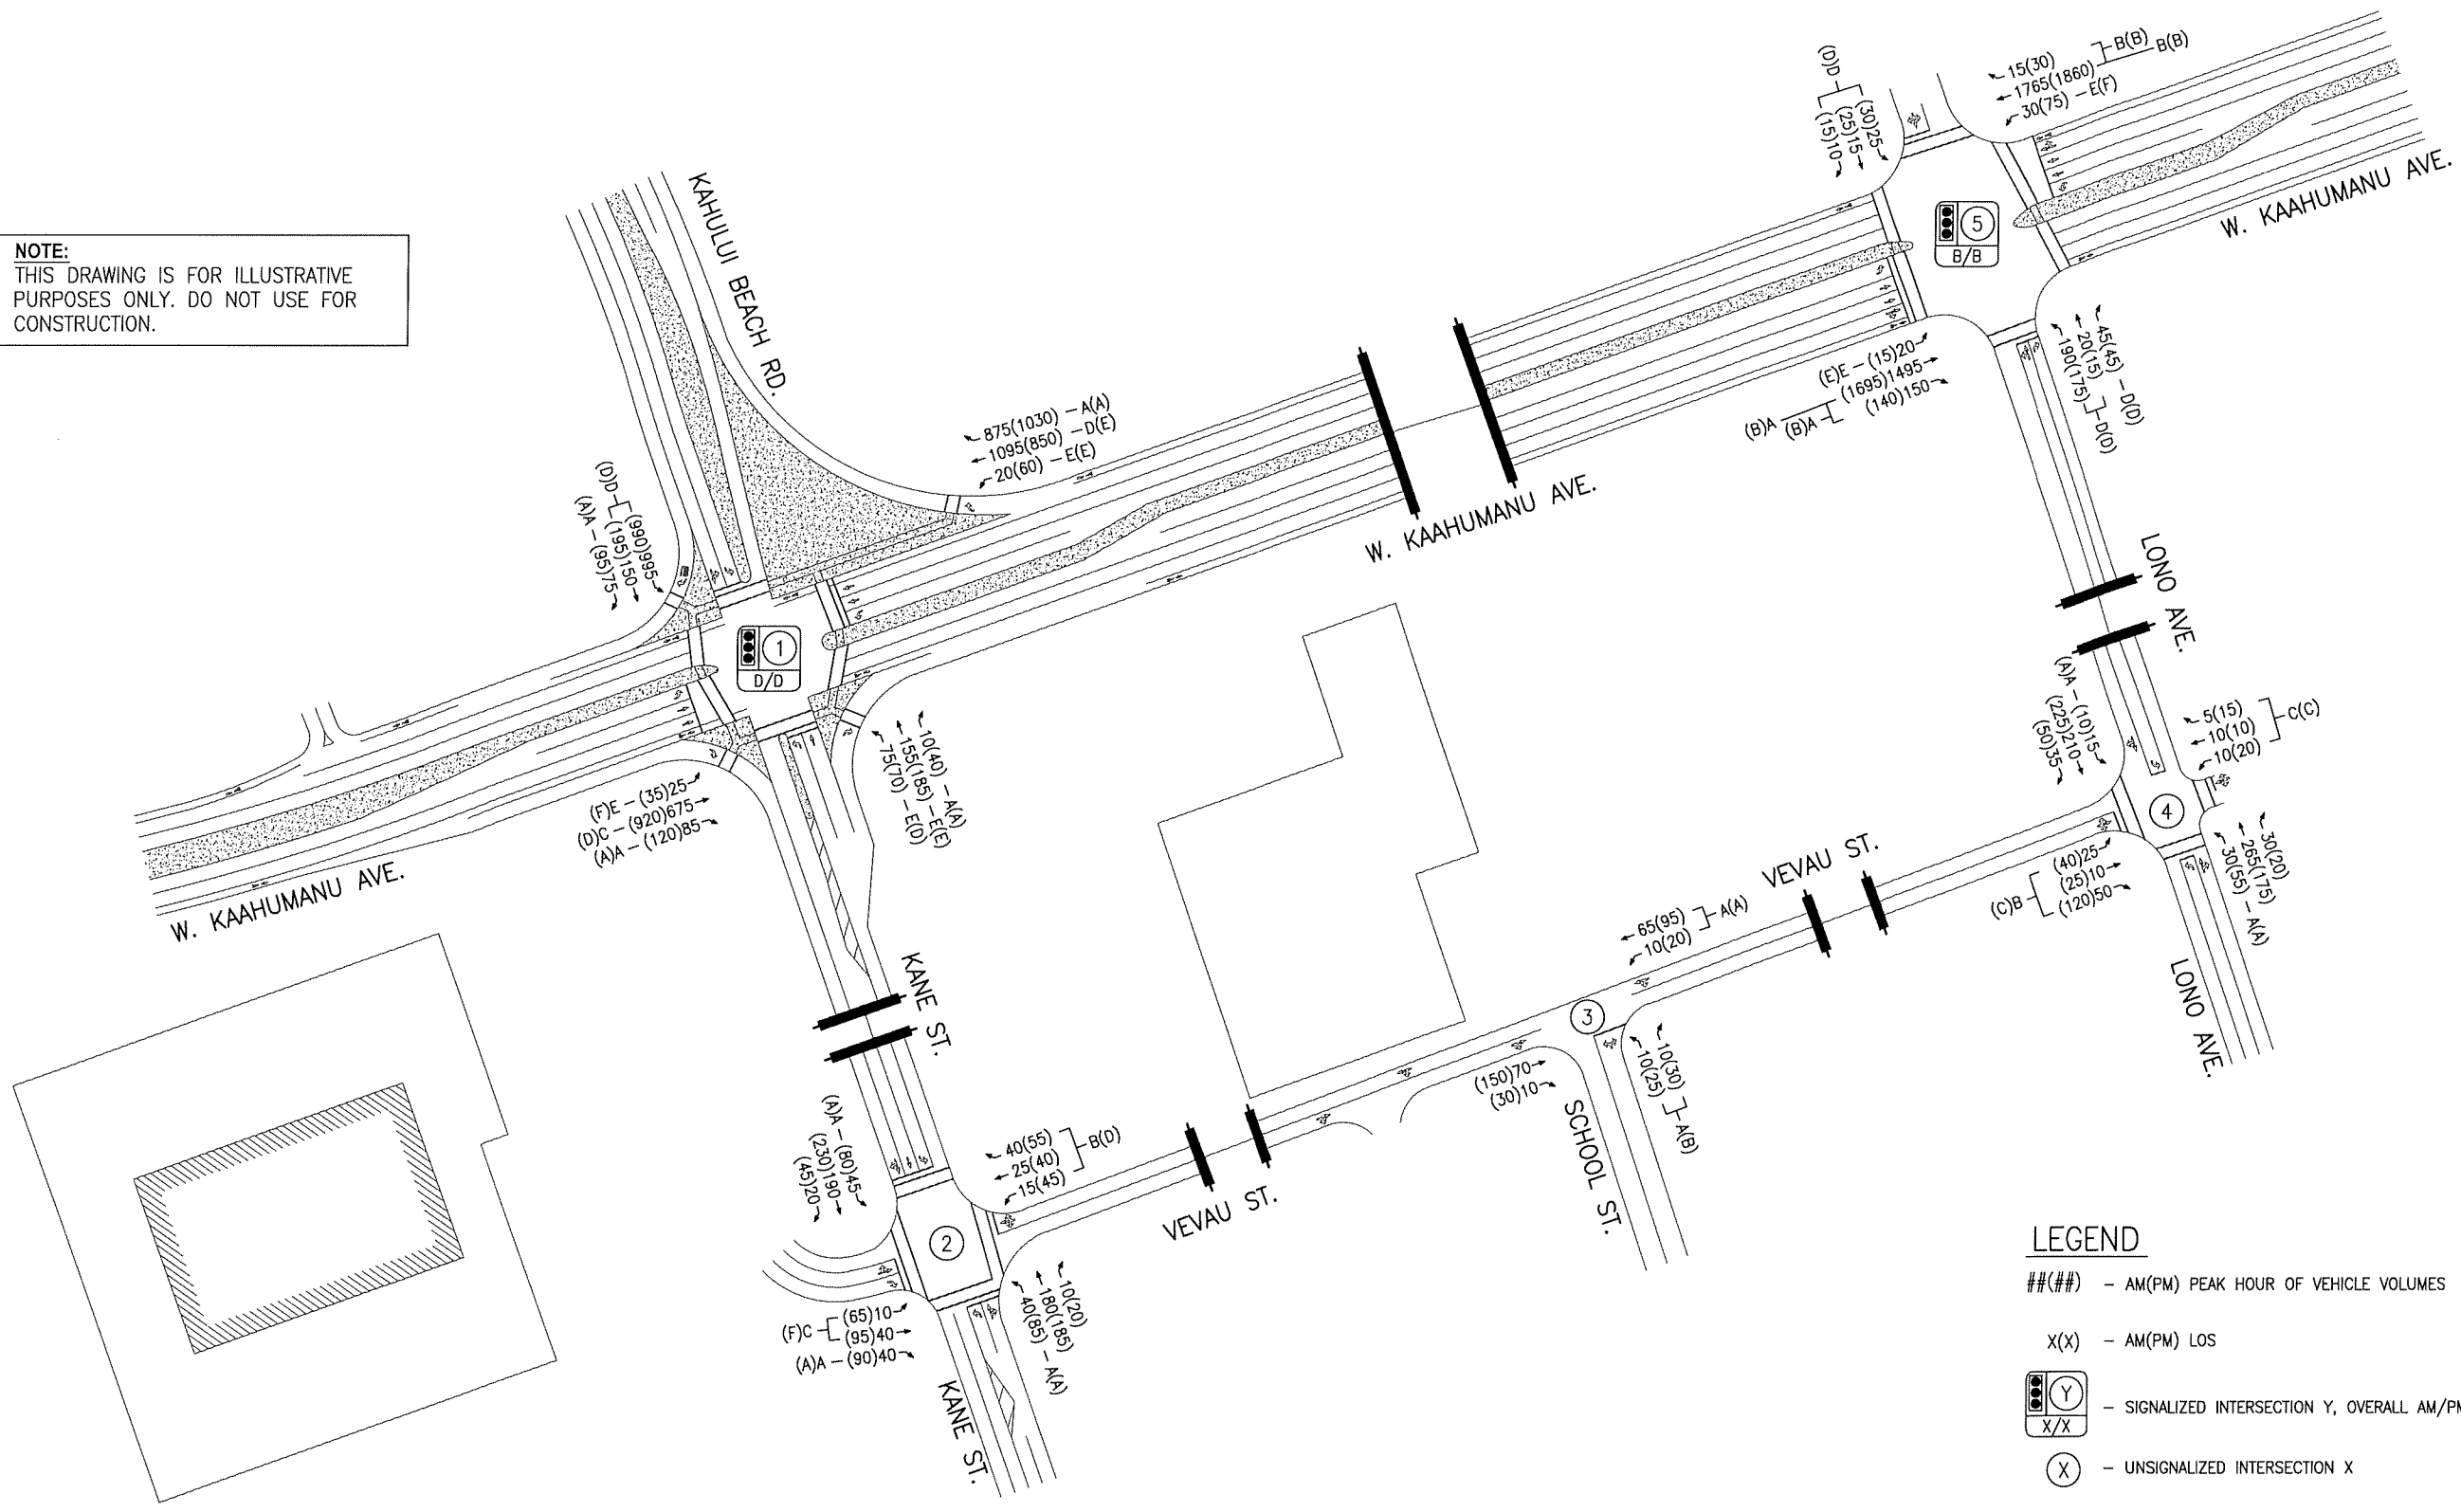 NOTE:
THIS DRAWING IS FOR ILLUSTRATIVE
PURPOSES ONLY. DO NOT USE FOR
CONSTRUCTION.
KAHULUI BEACH RD.
875(1030) – A(A)
1095(850) – D(E)
20(60) – E(E)
(D)D
(990)995
(195)150
(A)A – (95)75
1
D/D
(F)E – (35)25
(D)C – (920)675
(A)A – (120)85
10(40) – A(A)
155(185) – E(E)
75(70) – E(D)
W. KAAHUMANU AVE.
W. KAAHUMANU AVE.
W. KAAHUMANU AVE.
(D)D
(30)25
(25)15
(15)10
15(30)
B(B)
1765(1860)
B(B)
30(75) – E(F)
5
B/B
(E)E – (15)20
(1695)1495
(B)A
(140)150
(B)A
45(45) – D(D)
20(15)
190(175)
D(D)
LONO AVE.
(A)A – (10)15
(225)210
(50)35
5(15)
10(10)
10(20)
C(C)
4
(C)B
(40)25
(25)10
(120)50
30(20)
265(175)
30(55) – A(A)
LONO AVE.
VEVAU ST.
65(95)
10(20)
A(A)
3
(150)70
(30)10
10(30)
10(25)
A(B)
SCHOOL ST.
KANE ST.
(A)A – (80)45
(230)190
(45)20
40(55)
25(40)
15(45)
B(D)
VEVAU ST.
2
(F)C
(65)10
(95)40
(A)A – (90)40
10(20)
180(185)
40(85) – A(A)
KANE ST.
LEGEND
##(##) – AM(PM) PEAK HOUR OF VEHICLE VOLUMES
X(X) – AM(PM) LOS
Y
X/X
– SIGNALIZED INTERSECTION Y, OVERALL AM/PM
X – UNSIGNALIZED INTERSECTION X